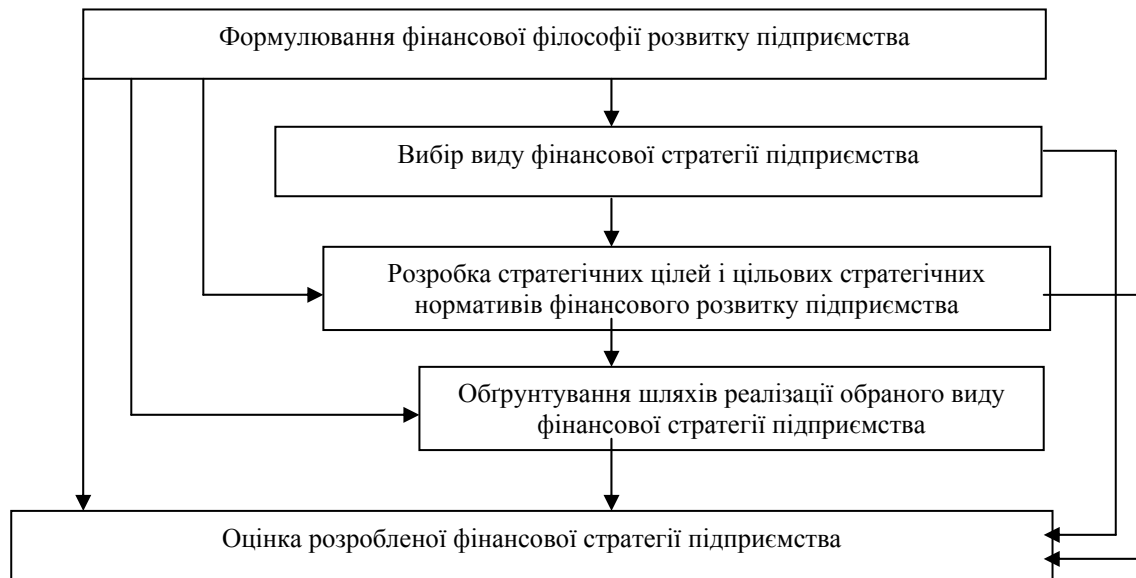 Формулювання фінансової філософії розвитку підприємства
Вибір виду фінансової стратегії підприємства
Розробка стратегічних цілей і цільових стратегічних
нормативів фінансового розвитку підприємства
Обґрунтування шляхів реалізації обраного виду
фінансової стратегії підприємства
Оцінка розробленої фінансової стратегії підприємства